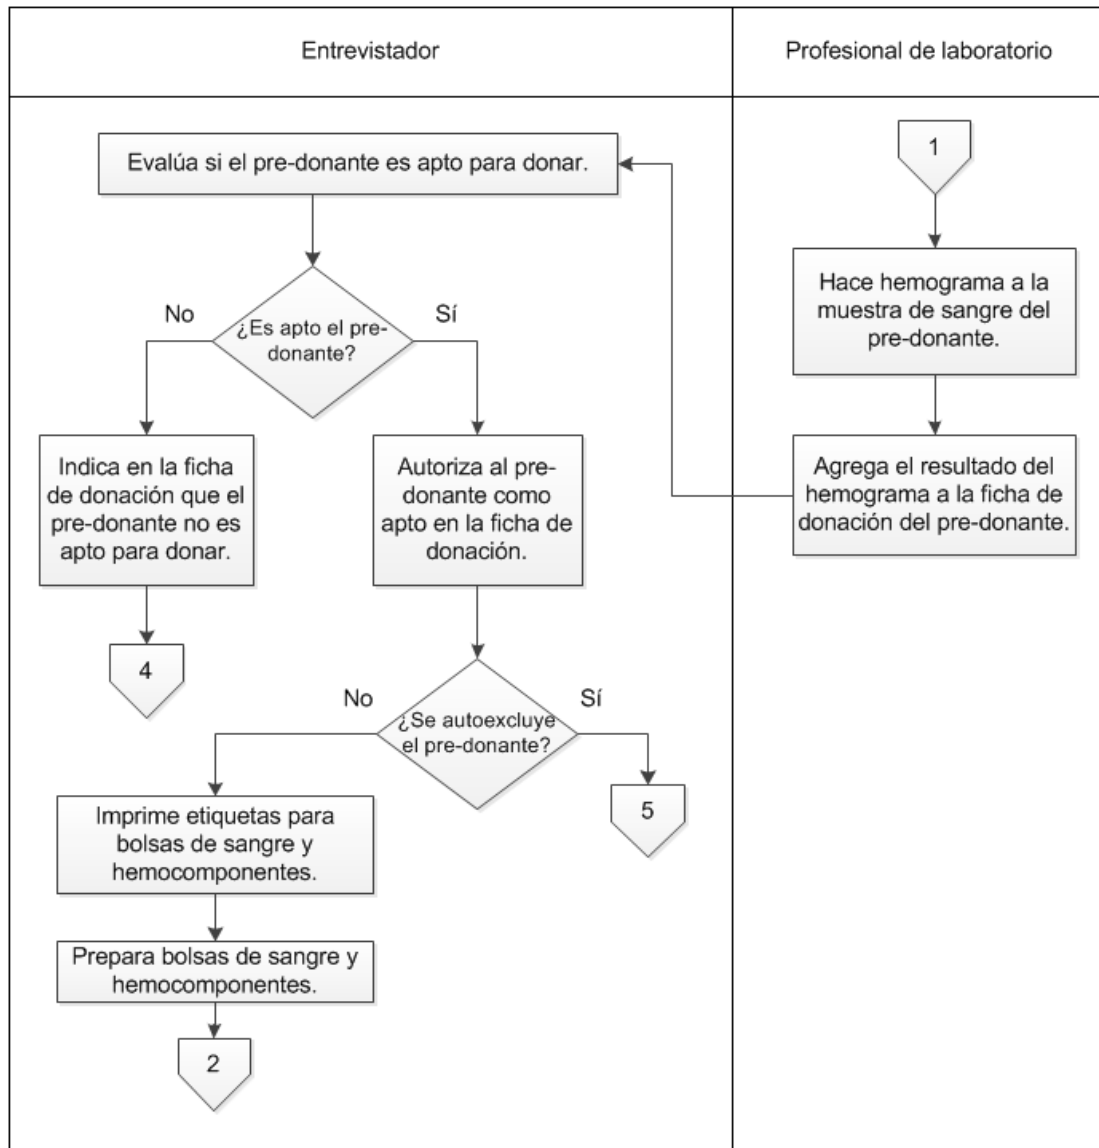 Entrevistador
Profesional de laboratorio
1
Evalúa si el pre-donante es apto para donar.
Hace hemograma a la
muestra de sangre del
pre-donante.
No
Sí
¿Es apto el pre-
donante?
Indica en la ficha
de donación que el
pre-donante no es
apto para donar.
Autoriza al pre-
donante como
apto en la ficha de
donación.
Agrega el resultado del
hemograma a la ficha de
donación del pre-donante.
4
No
Sí
¿Se autoexcluye
el pre-donante?
5
Imprime etiquetas para
bolsas de sangre y
hemocomponentes.
Prepara bolsas de sangre y
hemocomponentes.
2